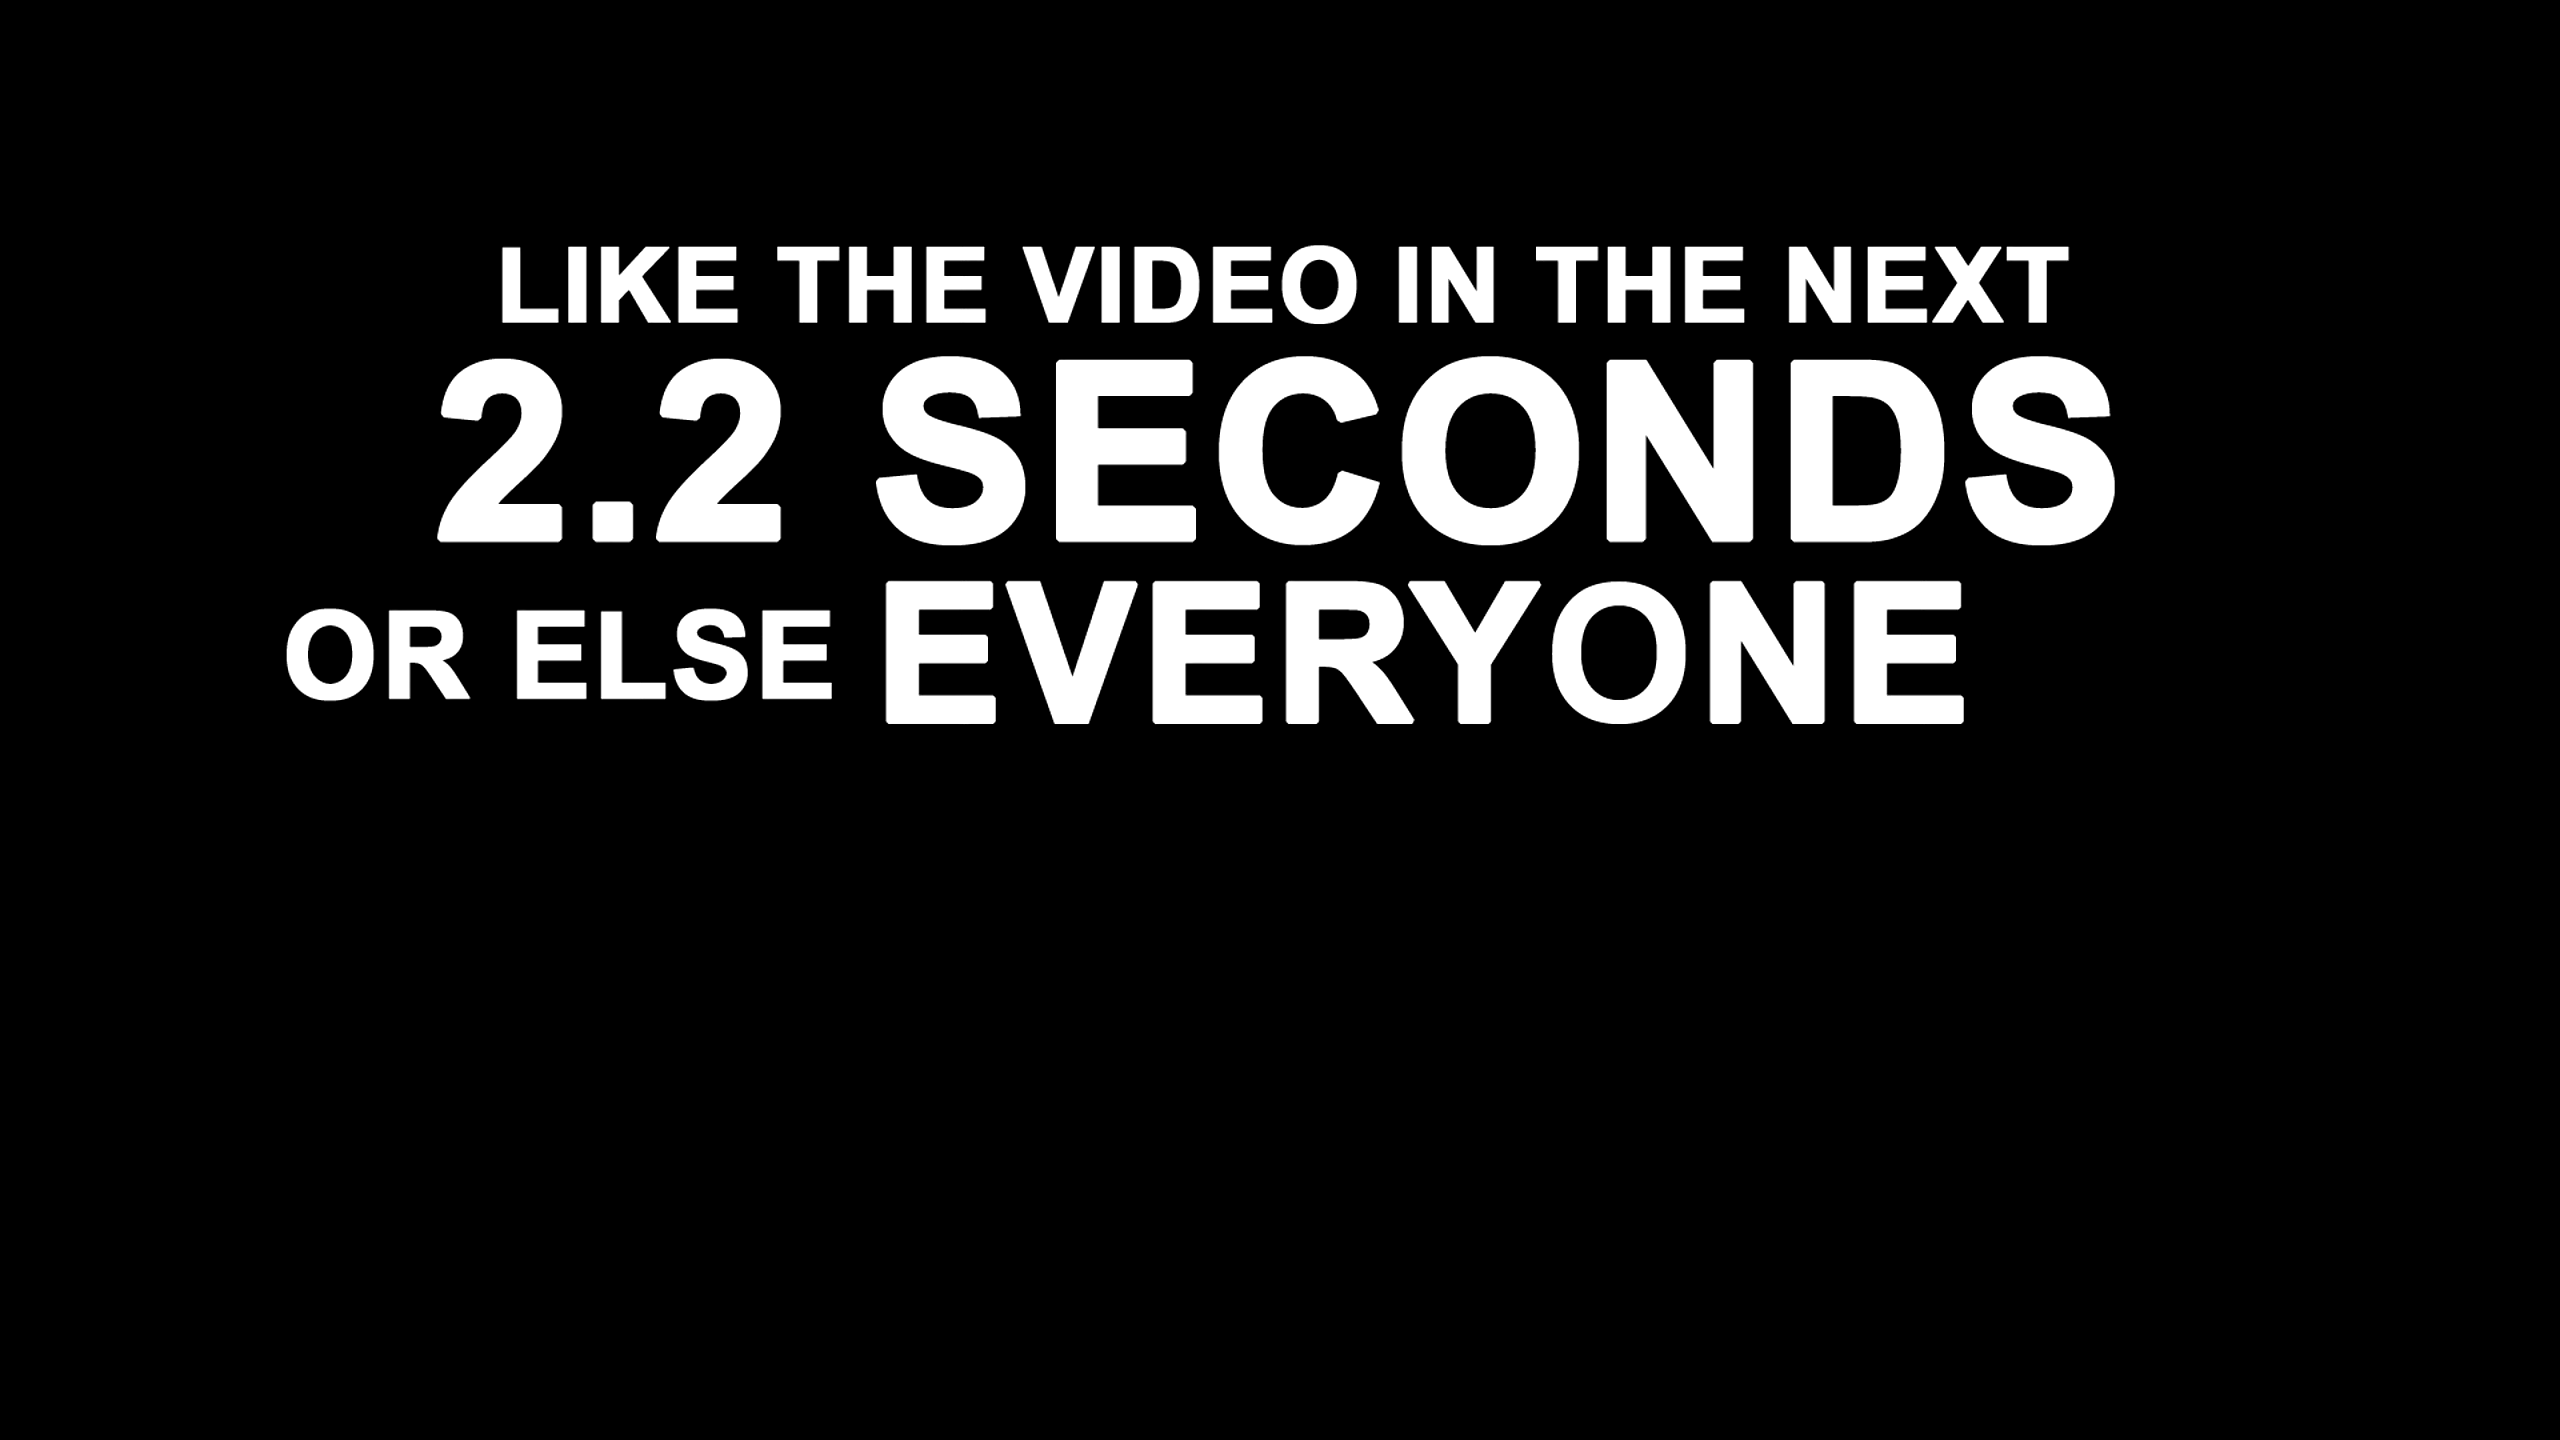 LIKE THE VIDEO IN THE NEXT
2.2 SECONDS
OR ELSE EVERYONE